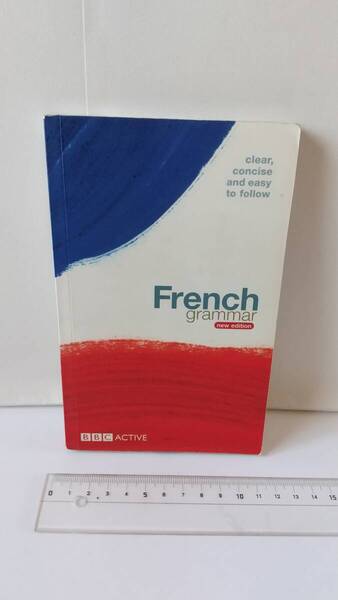 clear,
concise
and easy
to follow
French
grammar
new edition
BBC ACTIVE
0 1 2 3 4 5 6 7 8 9 10 11 12 13 14 15